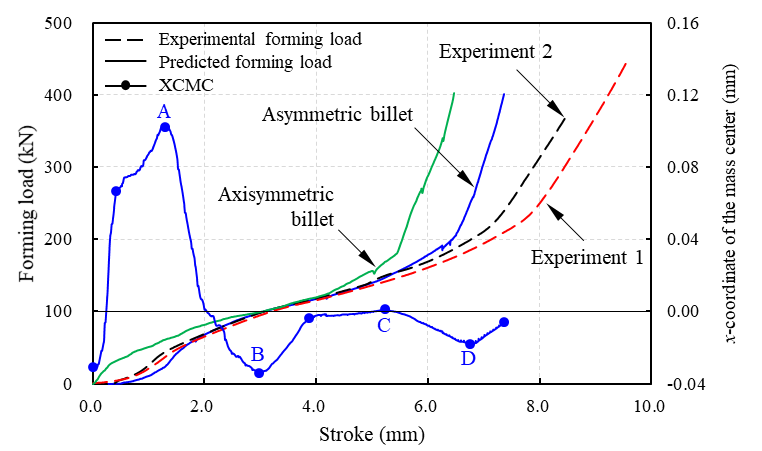 500
400
300
200
100
0
Forming load (kN)
Experimental forming load
Predicted forming load
XCMC
A
Experiment 2
Asymmetric billet
Axisymmetric
billet
Experiment 1
B
C
D
0.16
0.12
0.08
0.04
0.00
-0.04
x-coordinate of the mass center (mm)
0.0
2.0
4.0
6.0
8.0
10.0
Stroke (mm)